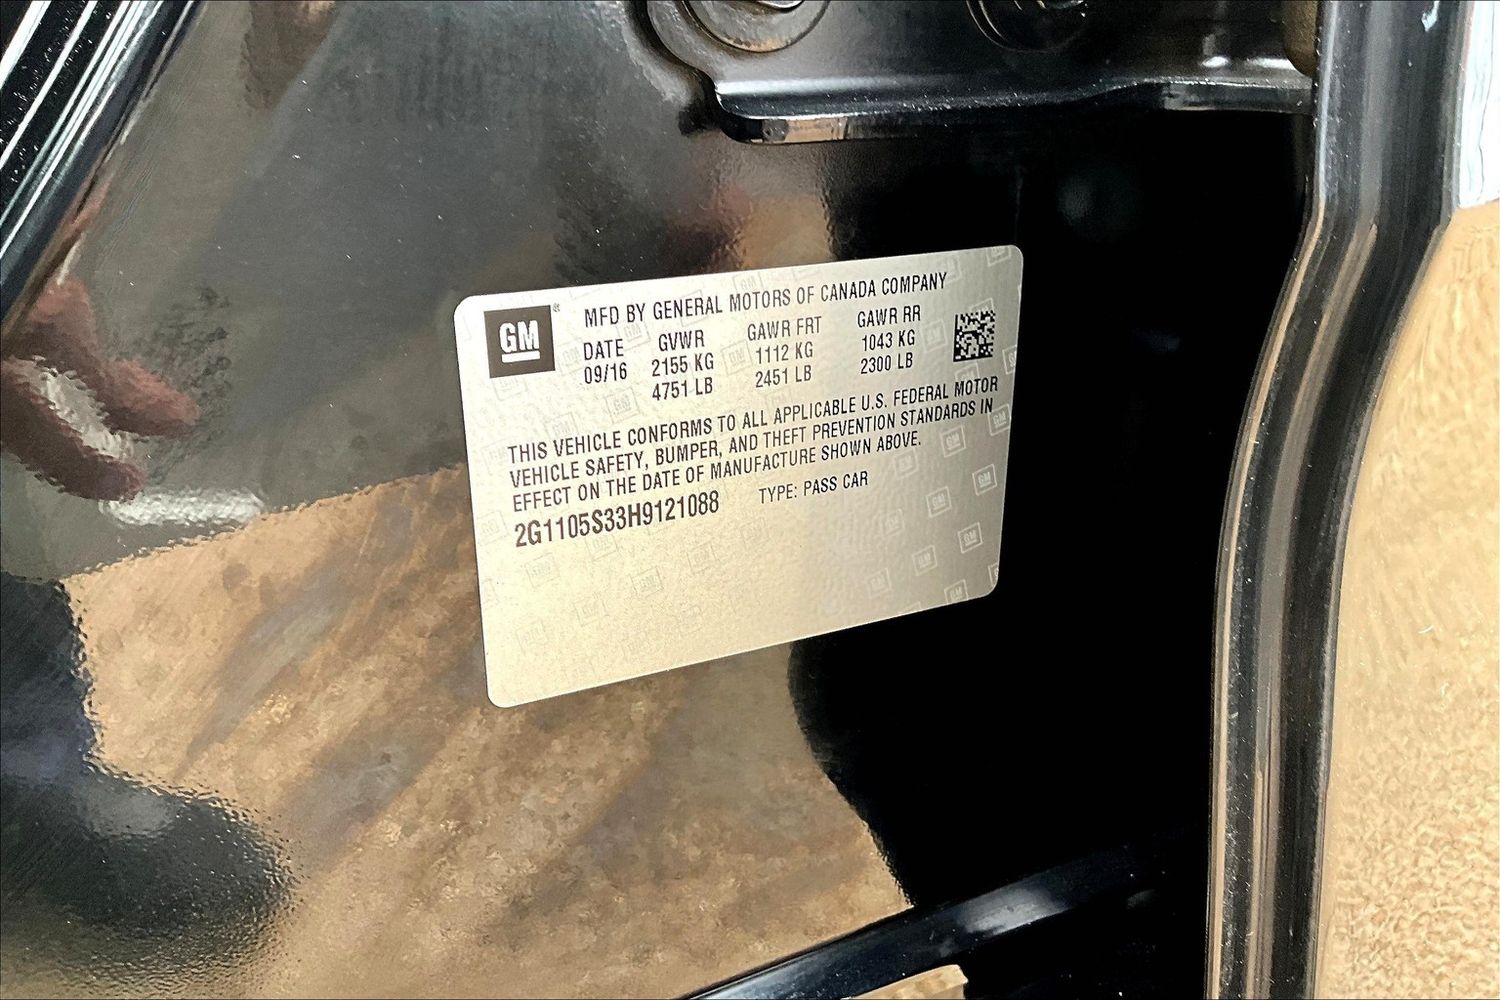 GM
MFD BY GENERAL MOTORS OF CANADA COMPANY
DATE GVWR GAWR FRT GAWR RR
09/16 2155 KG 1112 KG 1043 KG
4751 LB 2451 LB 2300 LB
THIS VEHICLE CONFORMS TO ALL APPLICABLE U.S. FEDERAL MOTOR
VEHICLE SAFETY, BUMPER, AND THEFT PREVENTION STANDARDS IN
EFFECT ON THE DATE OF MANUFACTURE SHOWN ABOVE.
2G1105S33H9121088 TYPE: PASS CAR